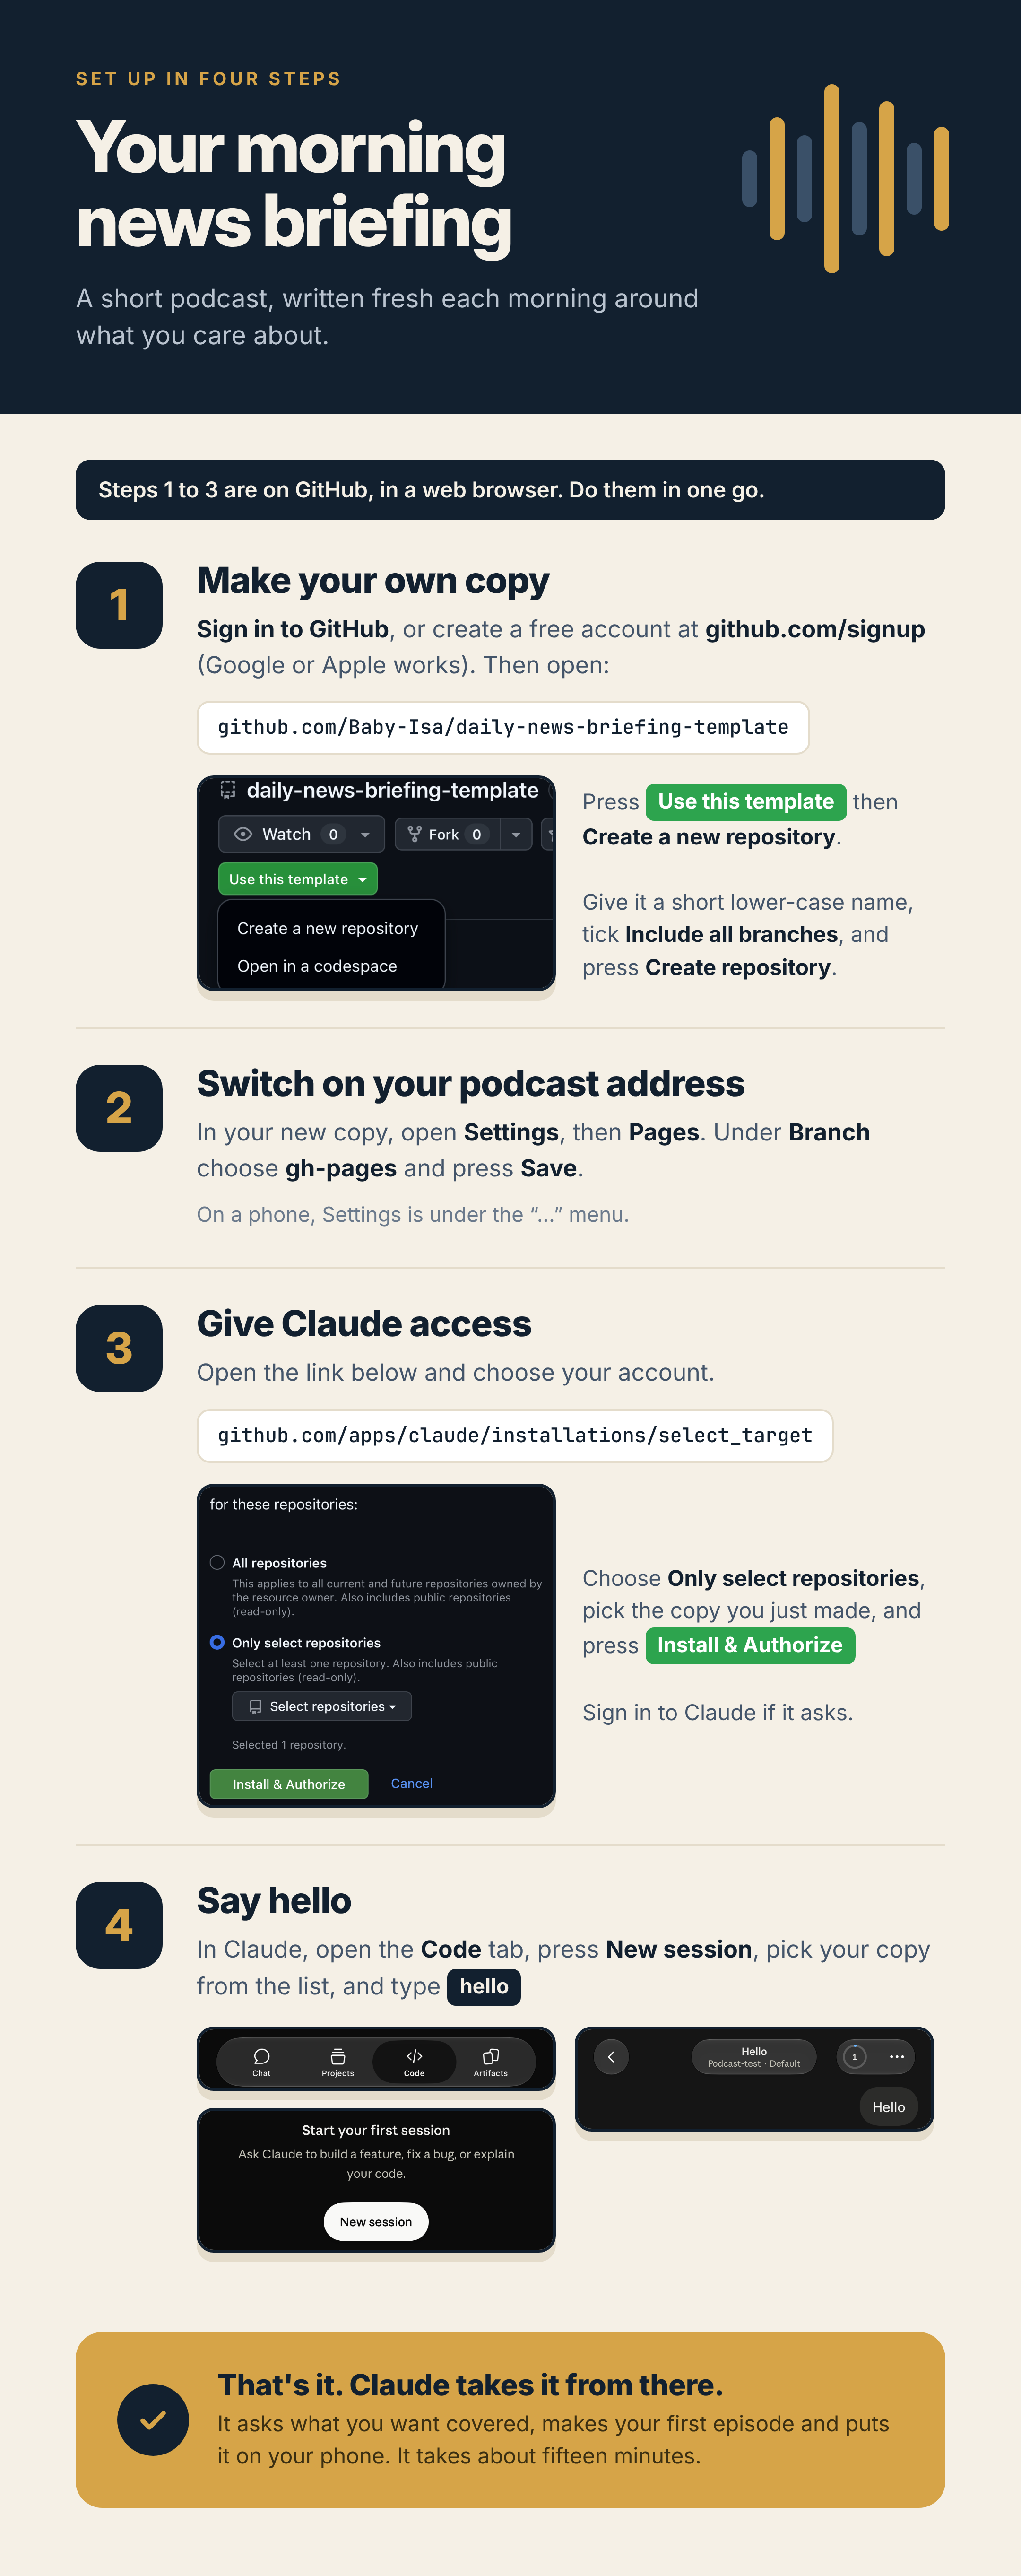 SET UP IN FOUR STEPS
Your morning
news briefing
A short podcast, written fresh each morning around
what you care about.
Steps 1 to 3 are on GitHub, in a web browser. Do them in one go.
1
Make your own copy
Sign in to GitHub, or create a free account at github.com/signup
(Google or Apple works). Then open:
github.com/Baby-Isa/daily-news-briefing-template
daily-news-briefing-template
Watch 0
Fork 0
Use this template
Create a new repository
Open in a codespace
Press Use this template then
Create a new repository.
Give it a short lower-case name,
tick Include all branches, and
press Create repository.
2
Switch on your podcast address
In your new copy, open Settings, then Pages. Under Branch
choose gh-pages and press Save.
On a phone, Settings is under the “…” menu.
3
Give Claude access
Open the link below and choose your account.
github.com/apps/claude/installations/select_target
for these repositories:
All repositories
This applies to all current and future repositories owned by
the resource owner. Also includes public repositories
(read-only).
Only select repositories
Select at least one repository. Also includes public
repositories (read-only).
Select repositories
Selected 1 repository.
Install & Authorize Cancel
Choose Only select repositories,
pick the copy you just made, and
press Install & Authorize
Sign in to Claude if it asks.
4
Say hello
In Claude, open the Code tab, press New session, pick your copy
from the list, and type hello
Chat Projects Code Artifacts
Start your first session
Ask Claude to build a feature, fix a bug, or explain
your code.
New session
Hello
Podcast-test · Default
1
Hello
That's it. Claude takes it from there.
It asks what you want covered, makes your first episode and puts
it on your phone. It takes about fifteen minutes.